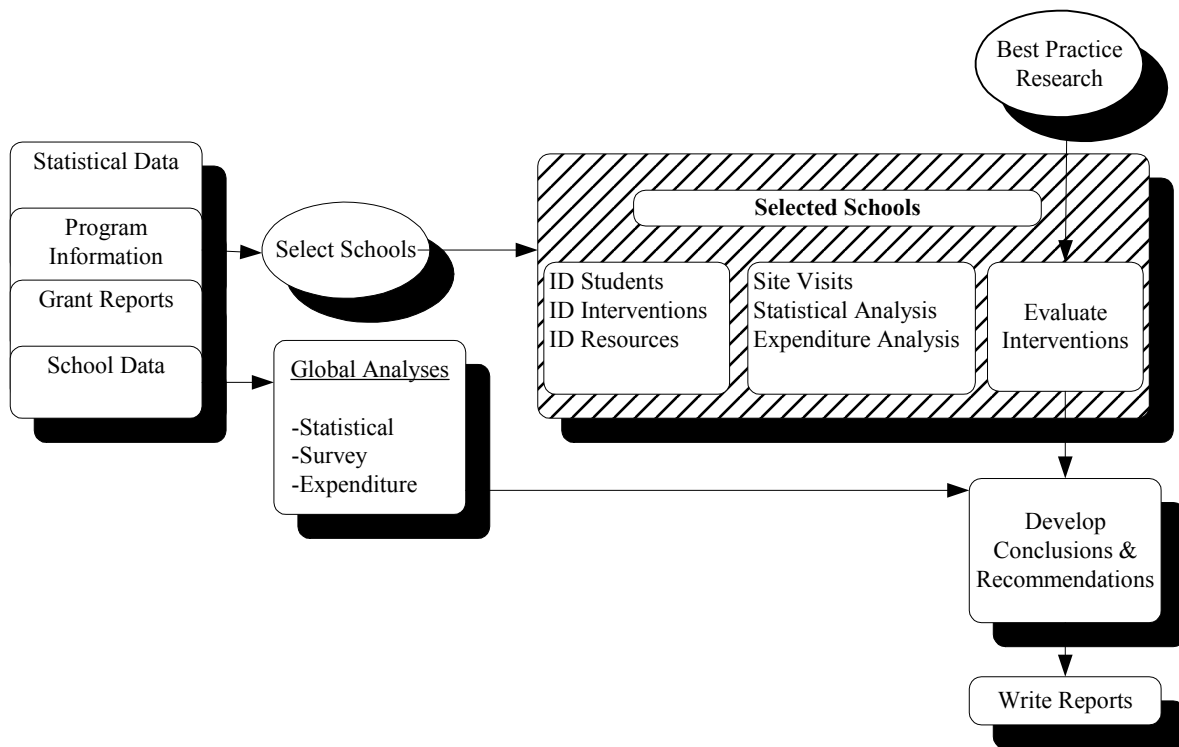 Best Practice
Research
Statistical Data
Program
Information
Grant Reports
School Data
Select Schools
Global Analyses
-Statistical
-Survey
-Expenditure
Selected Schools
ID Students
ID Interventions
ID Resources
Site Visits
Statistical Analysis
Expenditure Analysis
Evaluate
Interventions
Develop
Conclusions &
Recommendations
Write Reports